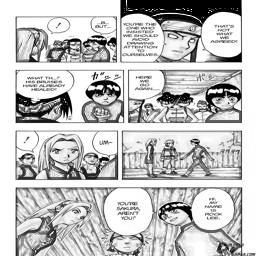 THAT'S
NOT
WHAT WE
AGREED!
YOU'RE THE
ONE WHO
INSISTED
WE SHOULD
AVOID
DRAWING
ATTENTION
TO
OURSELVES.
...B...
BUT...
!
HERE
WE
GO
AGAIN...
WHAT TH...?
HIS BRUISES
HAVE ALREADY
HEALED!
UM...
!
HI,
MY
NAME IS
ROCK
LEE.
YOU'RE
SAKURA,
AREN'T
YOU?